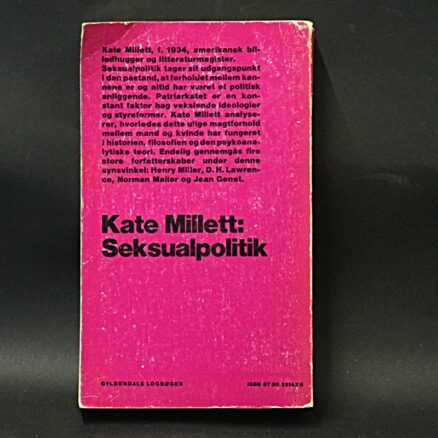 Kate Millett, f. 1934, amerikansk bil-
ledhugger og litteraturmagister.
Seksualpolitik tager sit udgangspunkt
i den påstand, at forholdet mellem køn-
nene er og altid har været et politisk
anliggende. Patriarkatet er en kon-
stant faktor bag vekslende ideologier
og styreformer. Kate Millett analyse-
rer, hvorledes dette ulige magtforhold
mellem mand og kvinde har fungeret
i historien, filosofien og den psykoana-
lytiske teori. Endelig gennemgås fire
store forfatterskaber under denne
synsvinkel: Henry Miller, D. H. Lawren-
ce, Norman Mailer og Jean Genet.
Kate Millett:
Seksualpolitik
GYLDENDALS LOGBØGER
ISBN 87 00